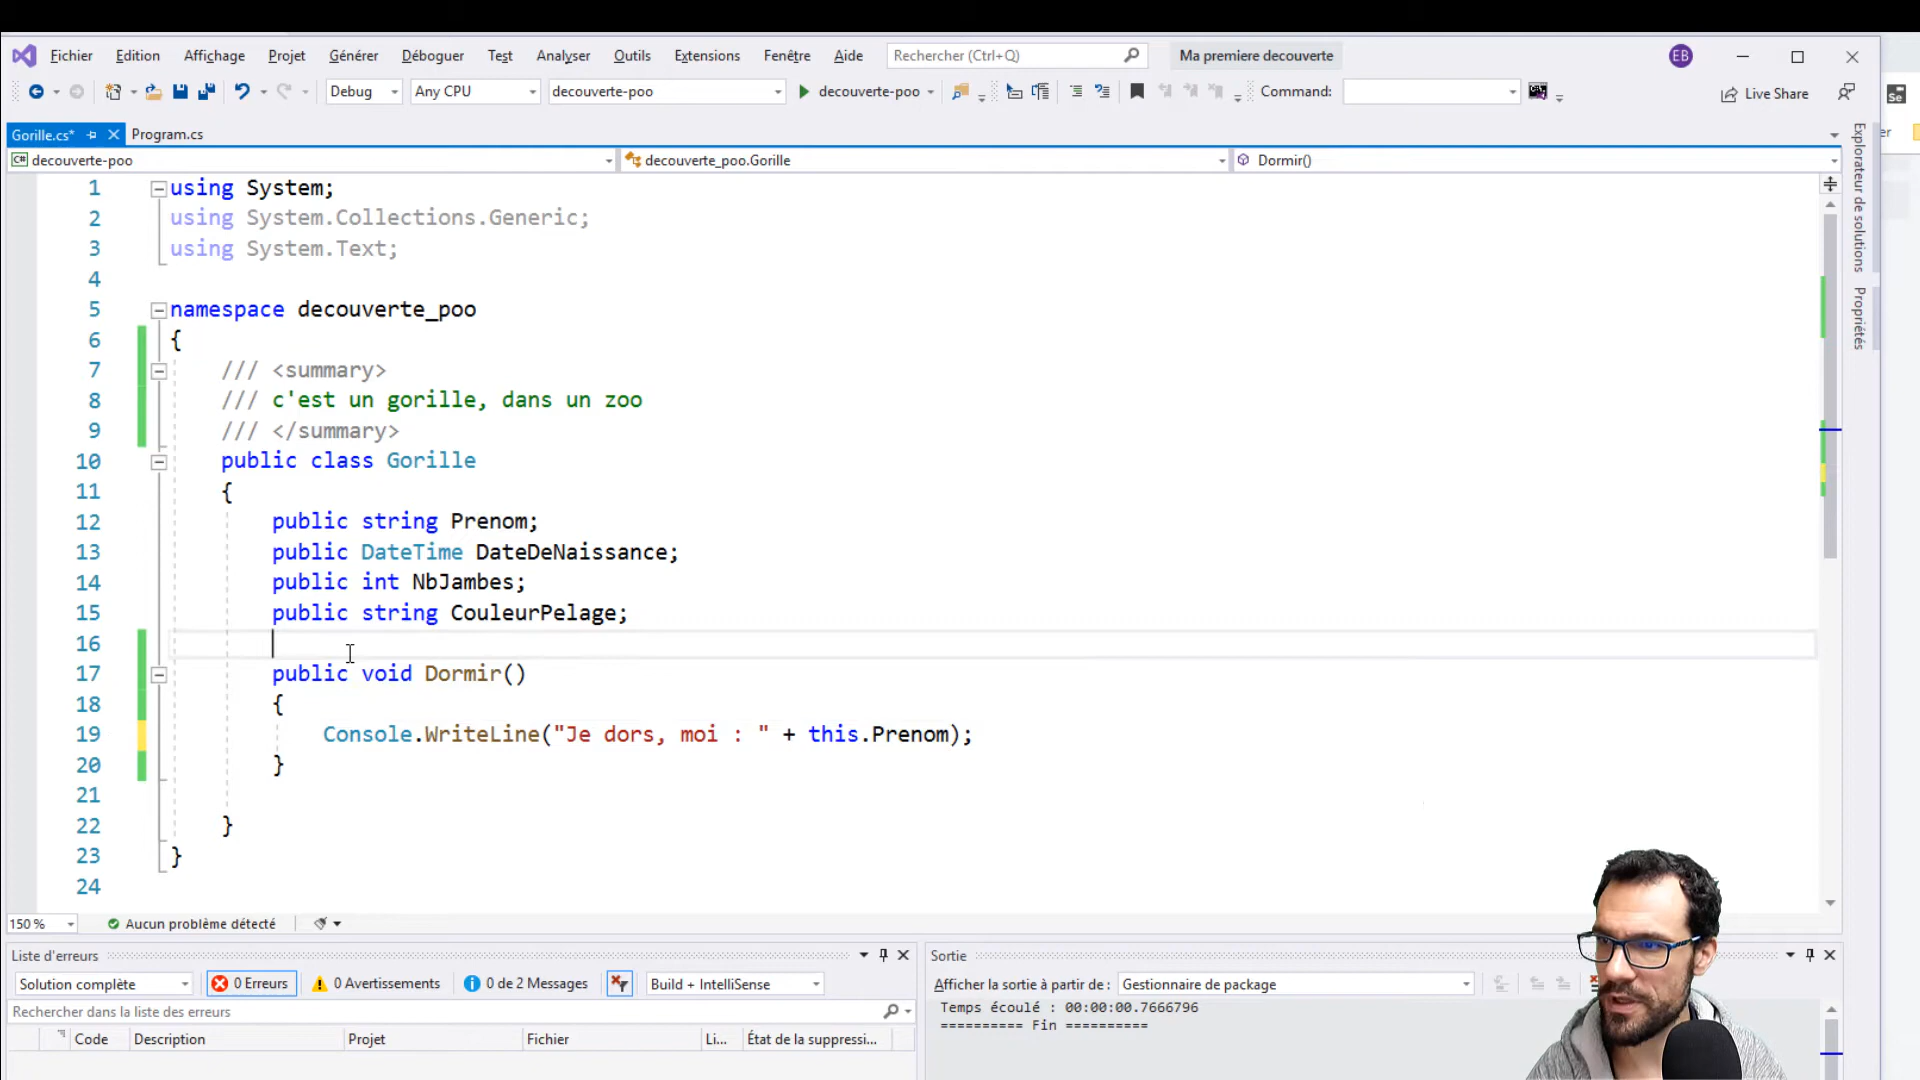 Fichier Edition Affichage Projet Générer Déboguer Test Analyser Outils Extensions Fenêtre Aide Rechercher (Ctrl+Q) Ma premiere decouverte EB
Debug Any CPU decouverte-poo decouverte-poo Command: Live Share
Gorille.cs* Program.cs
decouverte-poo decouverte_poo.Gorille Dormir()
1 using System;
2 using System.Collections.Generic;
3 using System.Text;
4
5 namespace decouverte_poo
6 {
7 /// <summary>
8 /// c'est un gorille, dans un zoo
9 /// </summary>
10 public class Gorille
11 {
12 public string Prenom;
13 public DateTime DateDeNaissance;
14 public int NbJambes;
15 public string CouleurPelage;
16
17 public void Dormir()
18 {
19 Console.WriteLine("Je dors, moi : " + this.Prenom);
20 }
21
22 }
23 }
24
Explorateur de solutions
Propriétés
150 % Aucun problème détecté
Liste d'erreurs
Solution complète 0 Erreurs 0 Avertissements 0 de 2 Messages Build + IntelliSense
Rechercher dans la liste des erreurs
Code Description Projet Fichier Li... État de la suppressi...
Sortie
Afficher la sortie à partir de : Gestionnaire de package
Temps écoulé : 00:00:00.7666796
========== Fin ==========
Se
er